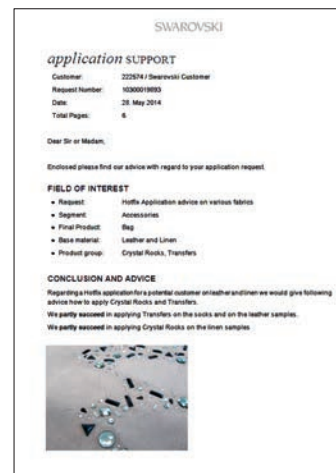 SWAROVSKI
application SUPPORT
Customer: 222674 / Swarovski Customer
Request Number: 10300019893
Date: 28. May 2014
Total Pages: 6
Dear Sir or Madam,
Enclosed please find our advice with regard to your application request.
FIELD OF INTEREST
• Request: Hotfix Application advice on various fabrics
• Segment: Accessories
• Final Product: Bag
• Base material: Leather and Linen
• Product group: Crystal Rocks, Transfers
CONCLUSION AND ADVICE
Regarding a Hotfix application for a potential customer on leather and linen we would give following
advice how to apply Crystal Rocks and Transfers.
We partly succeed in applying Transfers on the socks and on the leather samples.
We partly succeed in applying Crystal Rocks on the linen samples